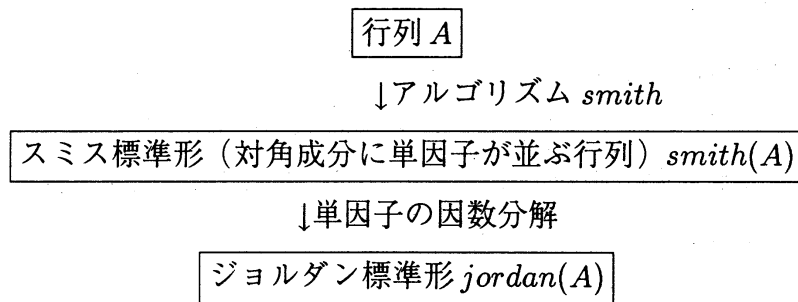 行列 A
↓アルゴリズム smith
スミス標準形（対角成分に単因子が並ぶ行列）smith(A)
↓単因子の因数分解
ジョルダン標準形 jordan(A)